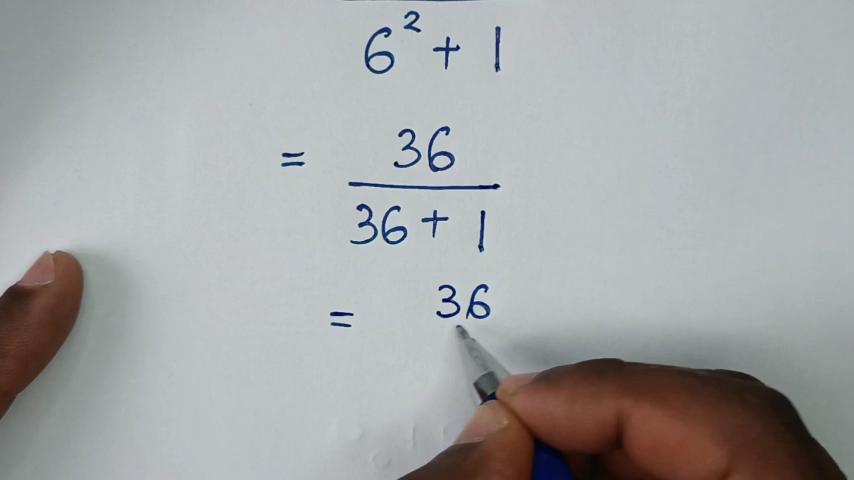 6² + 1
= 36
36 + 1
= 36